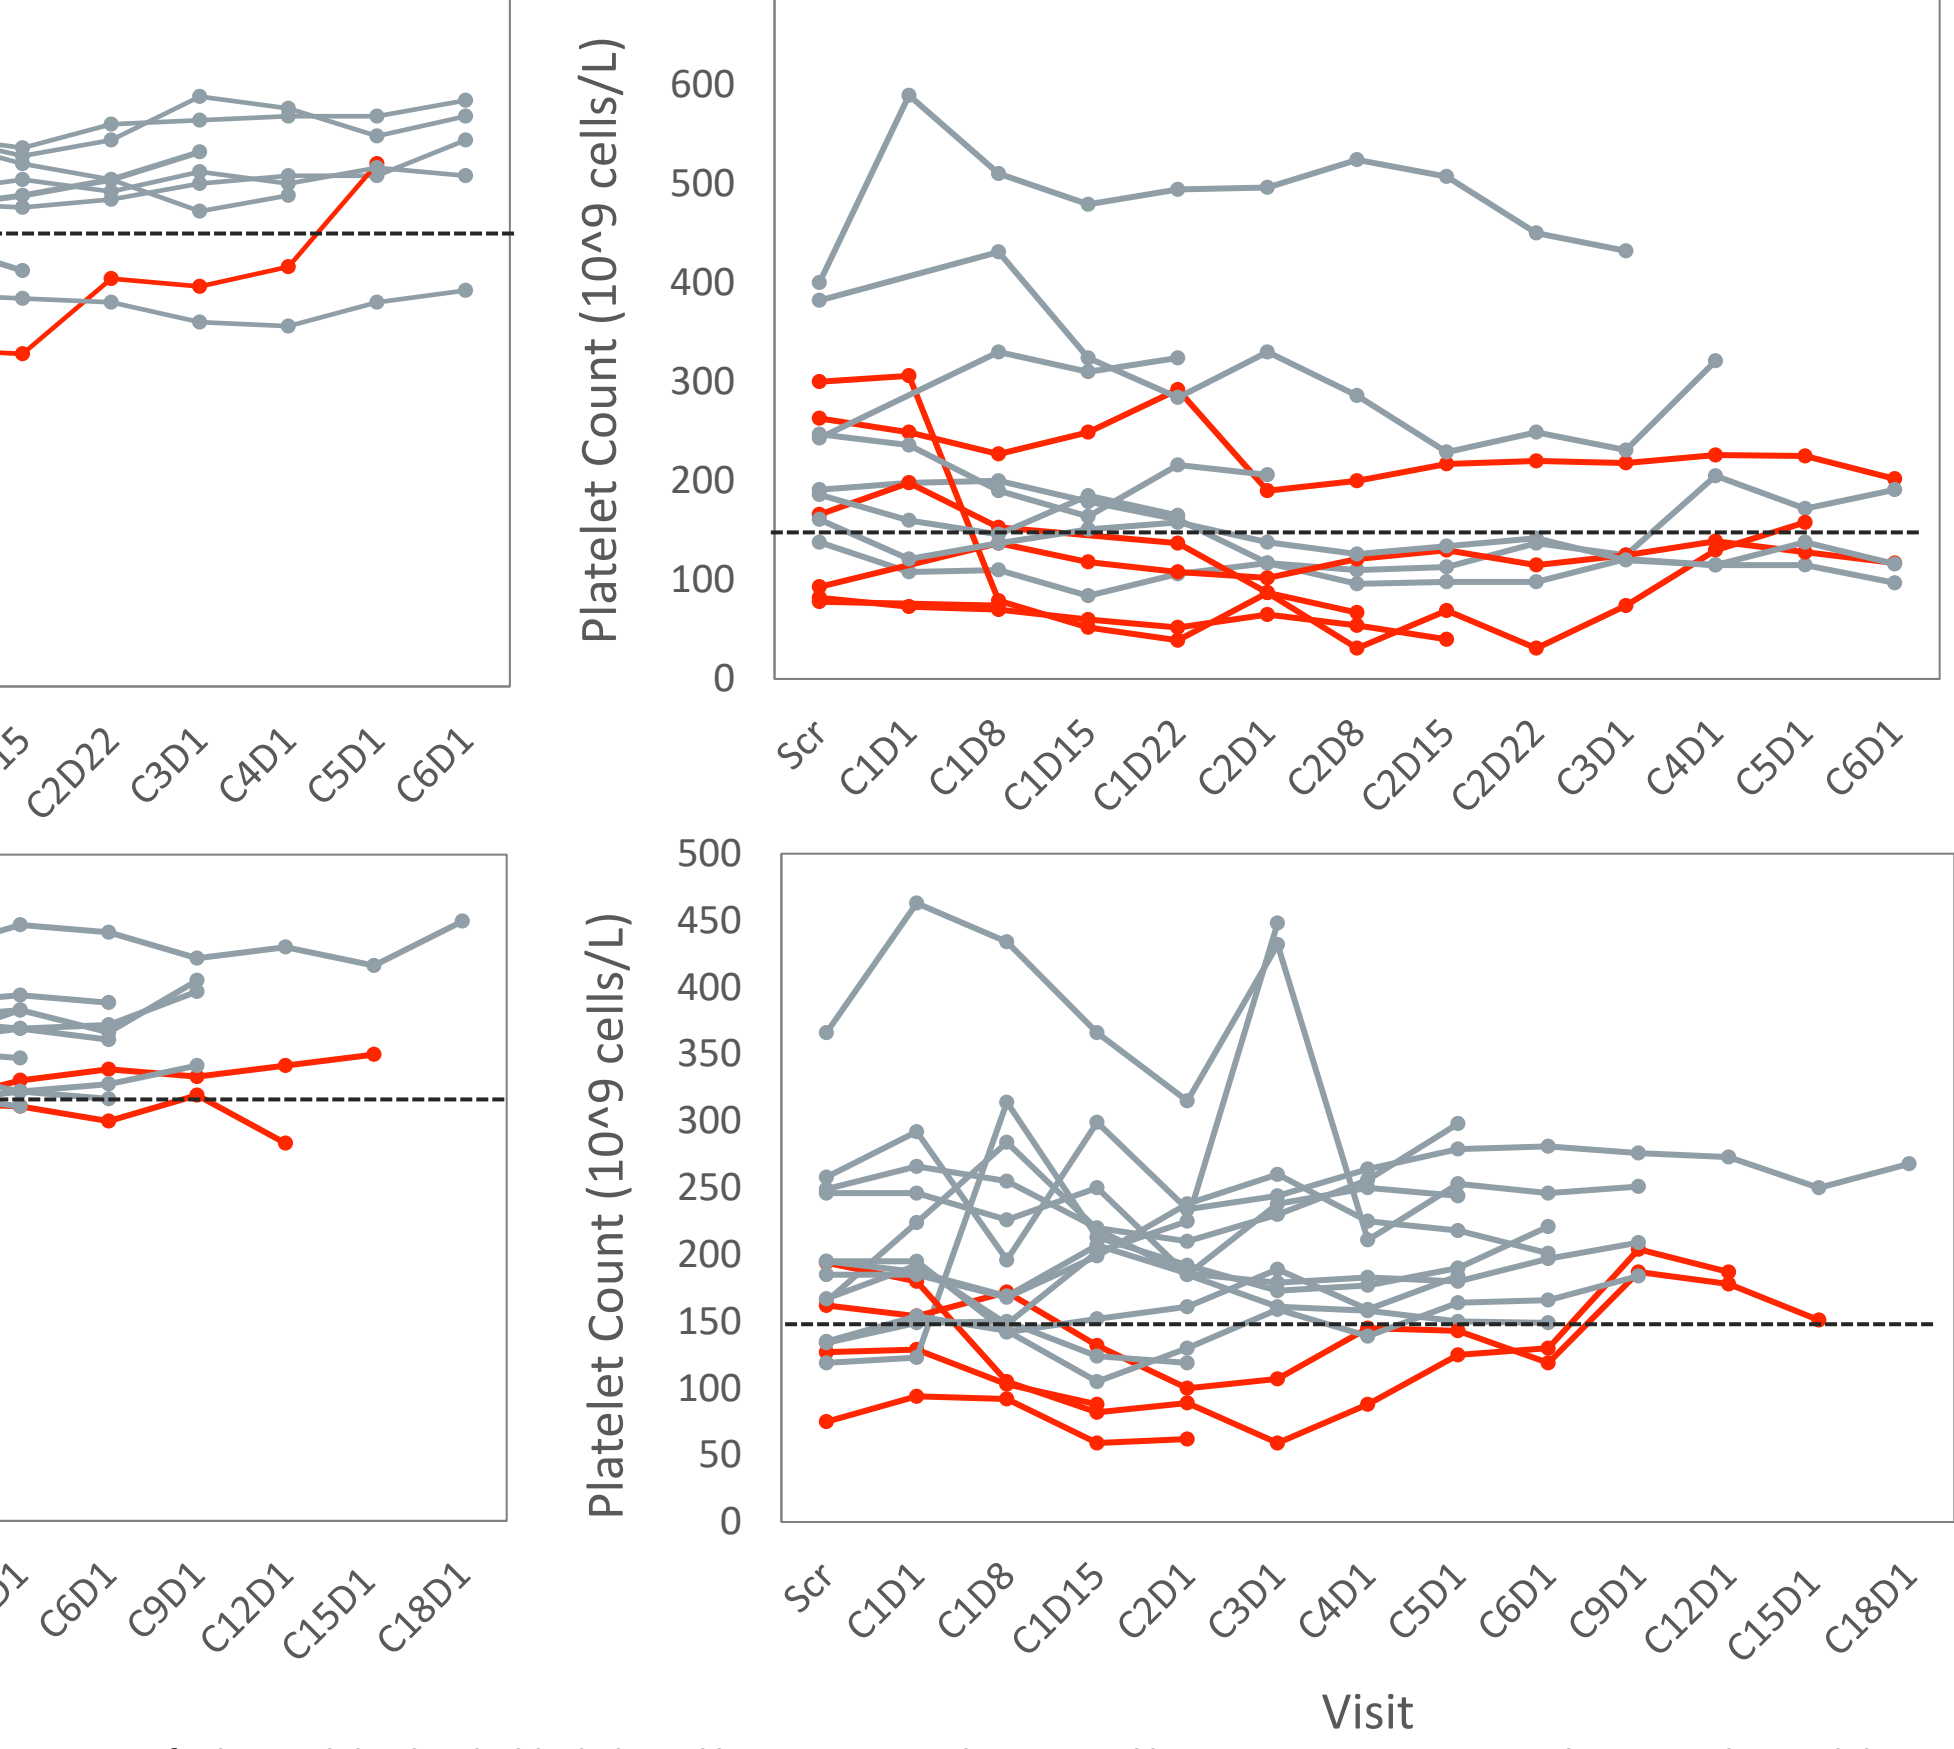 Platelet Count (10^9 cells/L)
600
500
400
300
200
100
0
15
C2D22
C3D1
C4D1
C5D1
C6D1
Scr
C1D1
C1D8
C1D15
C1D22
C2D1
C2D8
C2D15
C2D22
C3D1
C4D1
C5D1
C6D1
Platelet Count (10^9 cells/L)
500
450
400
350
300
250
200
150
100
50
0
D1
C6D1
C9D1
C12D1
C15D1
C18D1
Scr
C1D1
C1D8
C1D15
C2D1
C3D1
C4D1
C5D1
C6D1
C9D1
C12D1
C15D1
C18D1
Visit